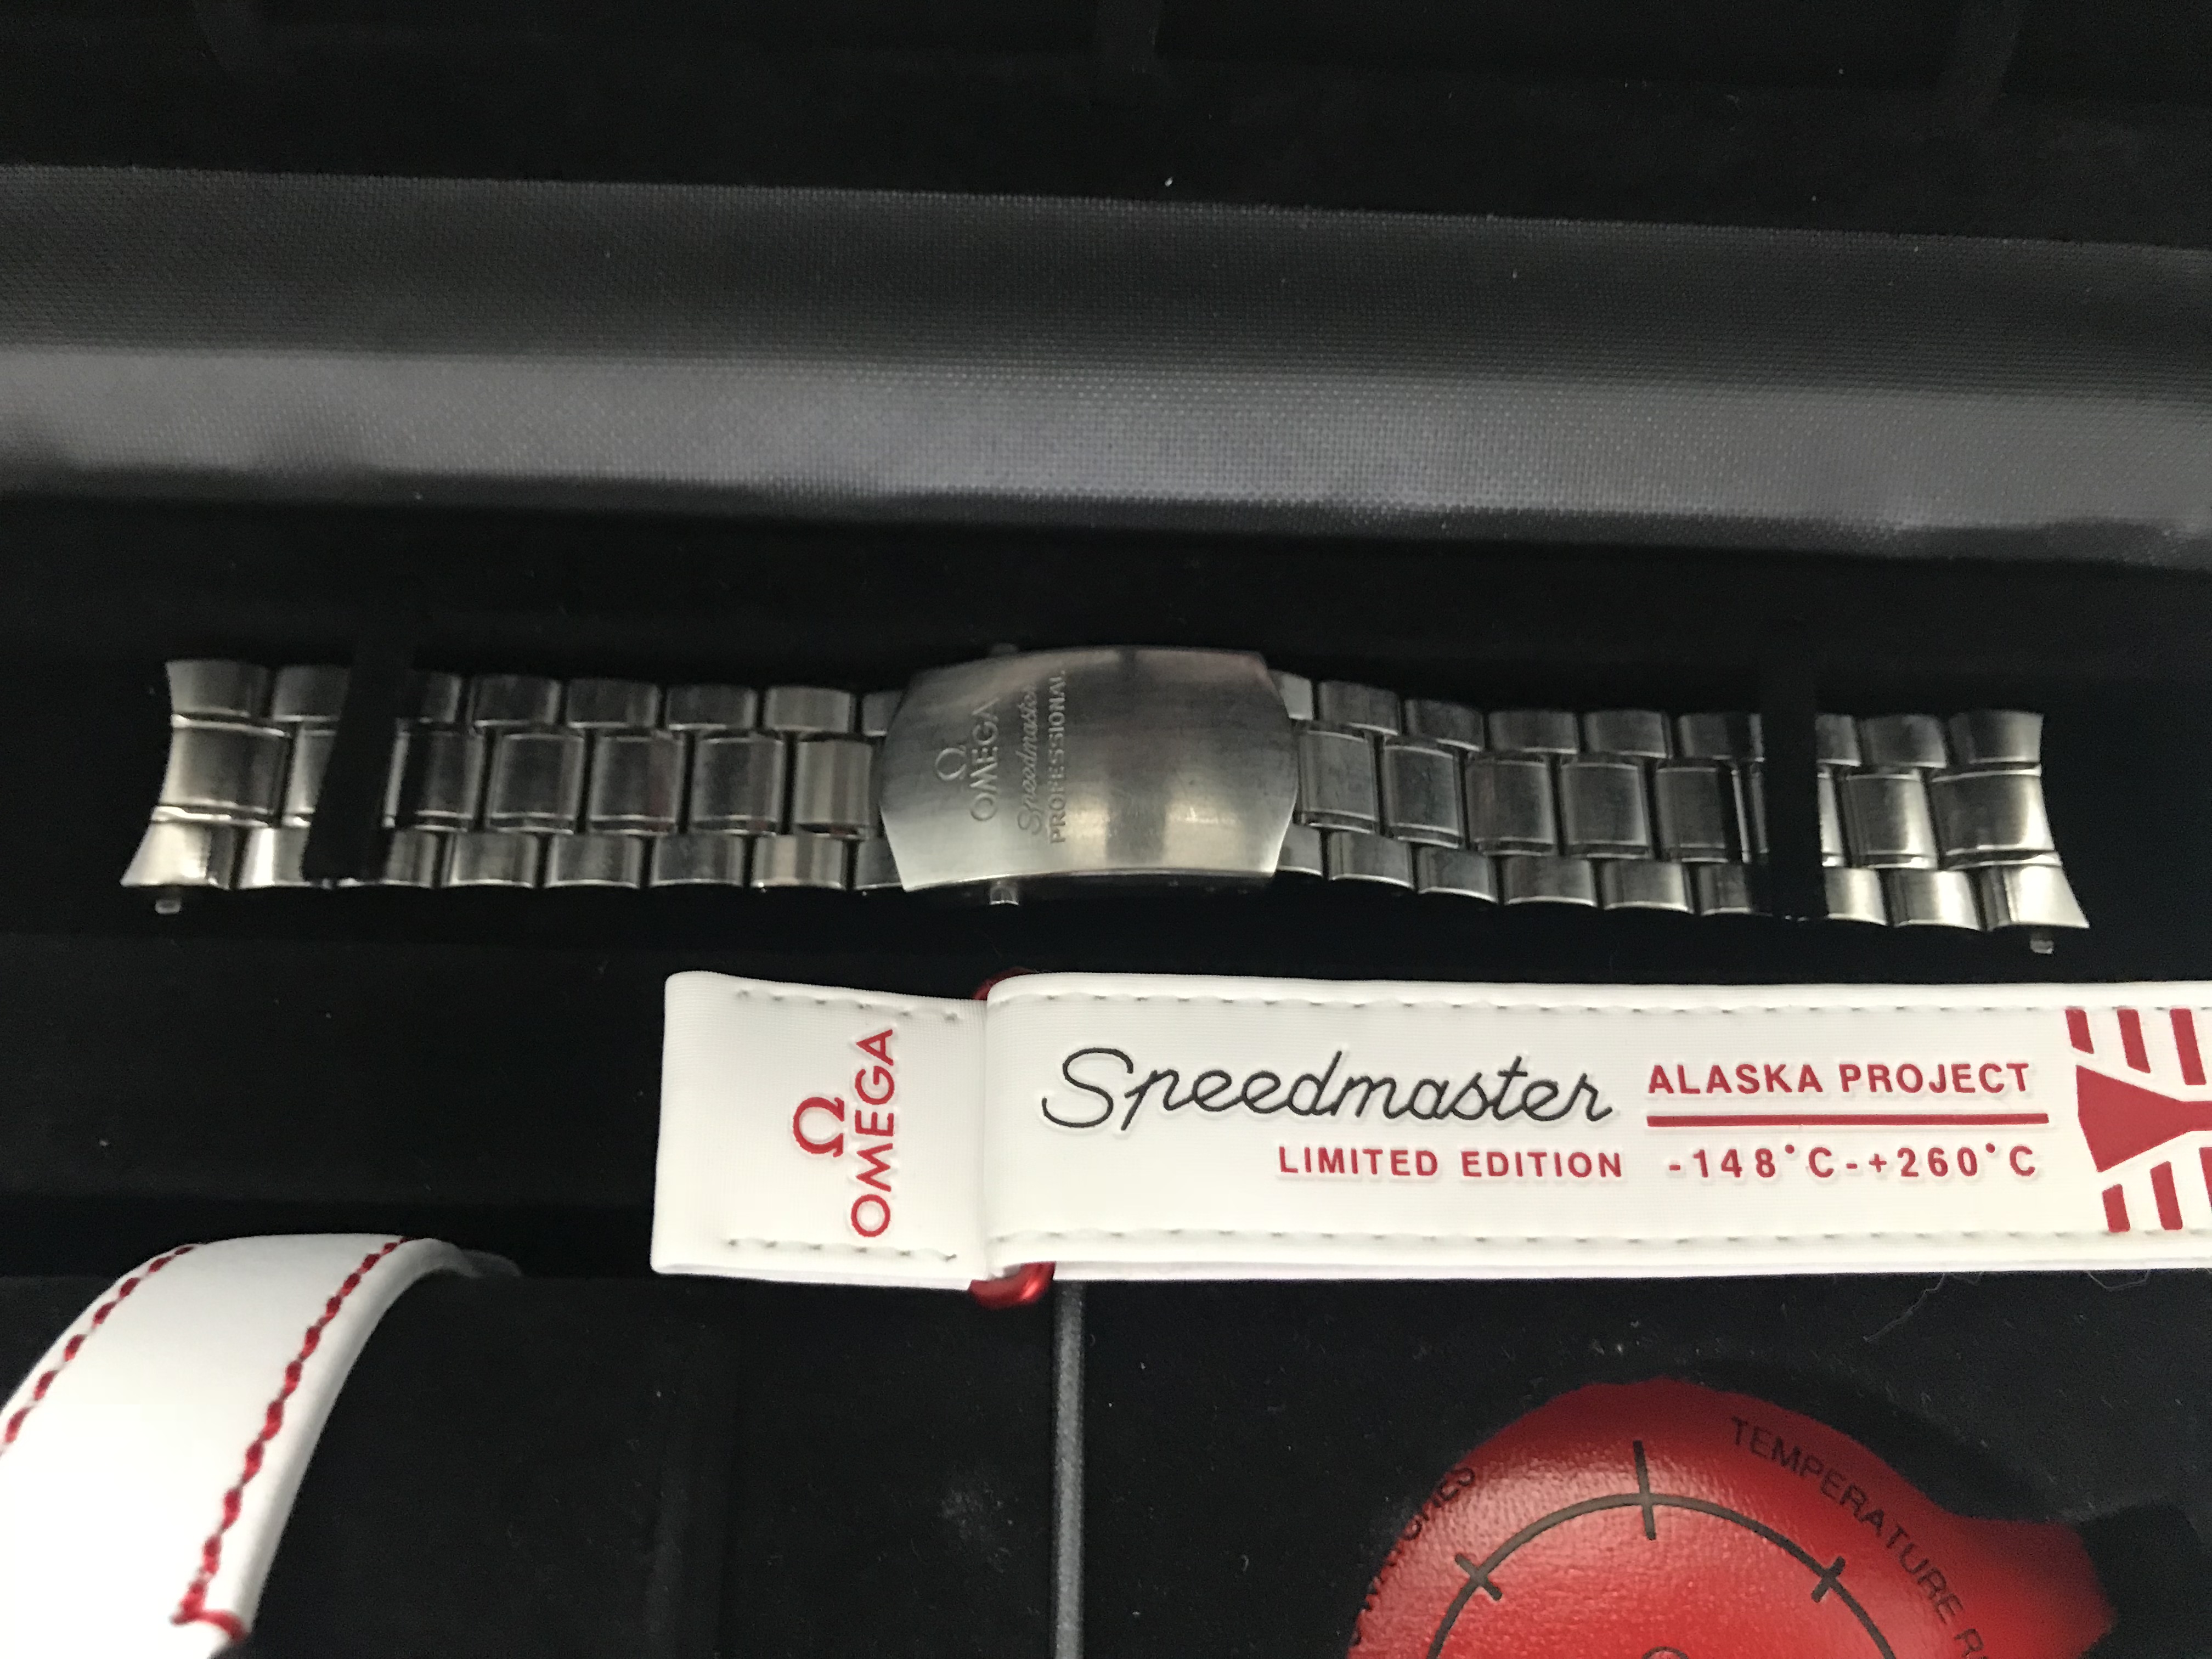 Ω
OMEGA
Speedmaster
PROFESSIONAL
Ω
OMEGA
Speedmaster
ALASKA PROJECT
LIMITED EDITION -148°C-+260°C
TEMPERATURE